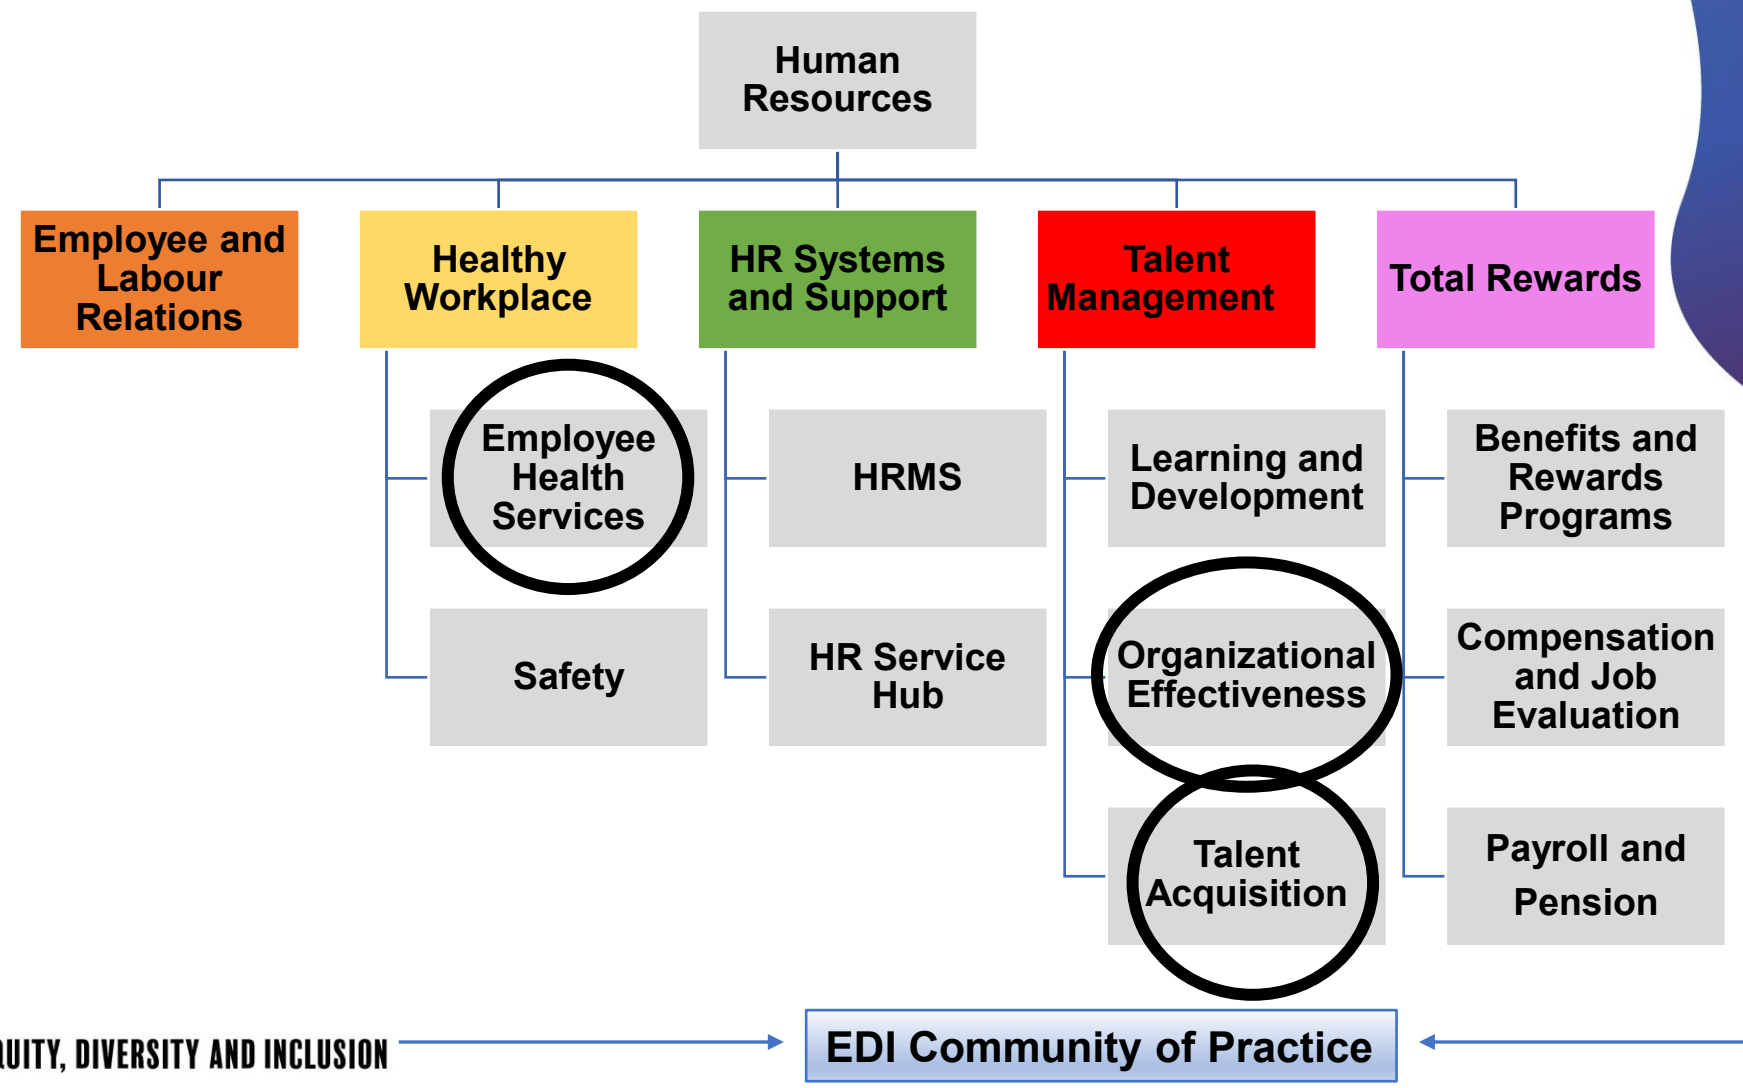 Human
Resources
Employee and
Labour
Relations
Healthy
Workplace
HR Systems
and Support
Talent
Management
Total Rewards
Employee
Health
Services
HRMS
Learning and
Development
Benefits and
Rewards
Programs
Safety
HR Service
Hub
Organizational
Effectiveness
Compensation
and Job
Evaluation
Talent
Acquisition
Payroll and
Pension
QUITY, DIVERSITY AND INCLUSION
EDI Community of Practice